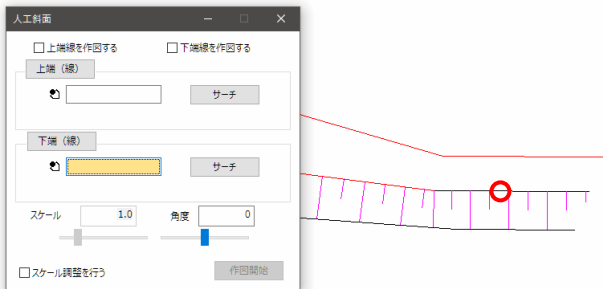 人工斜面
上端線を作図する 下端線を作図する
上端（線）
サーチ
下端（線）
サーチ
スケール 1.0 角度 0
スケール調整を行う 作図開始